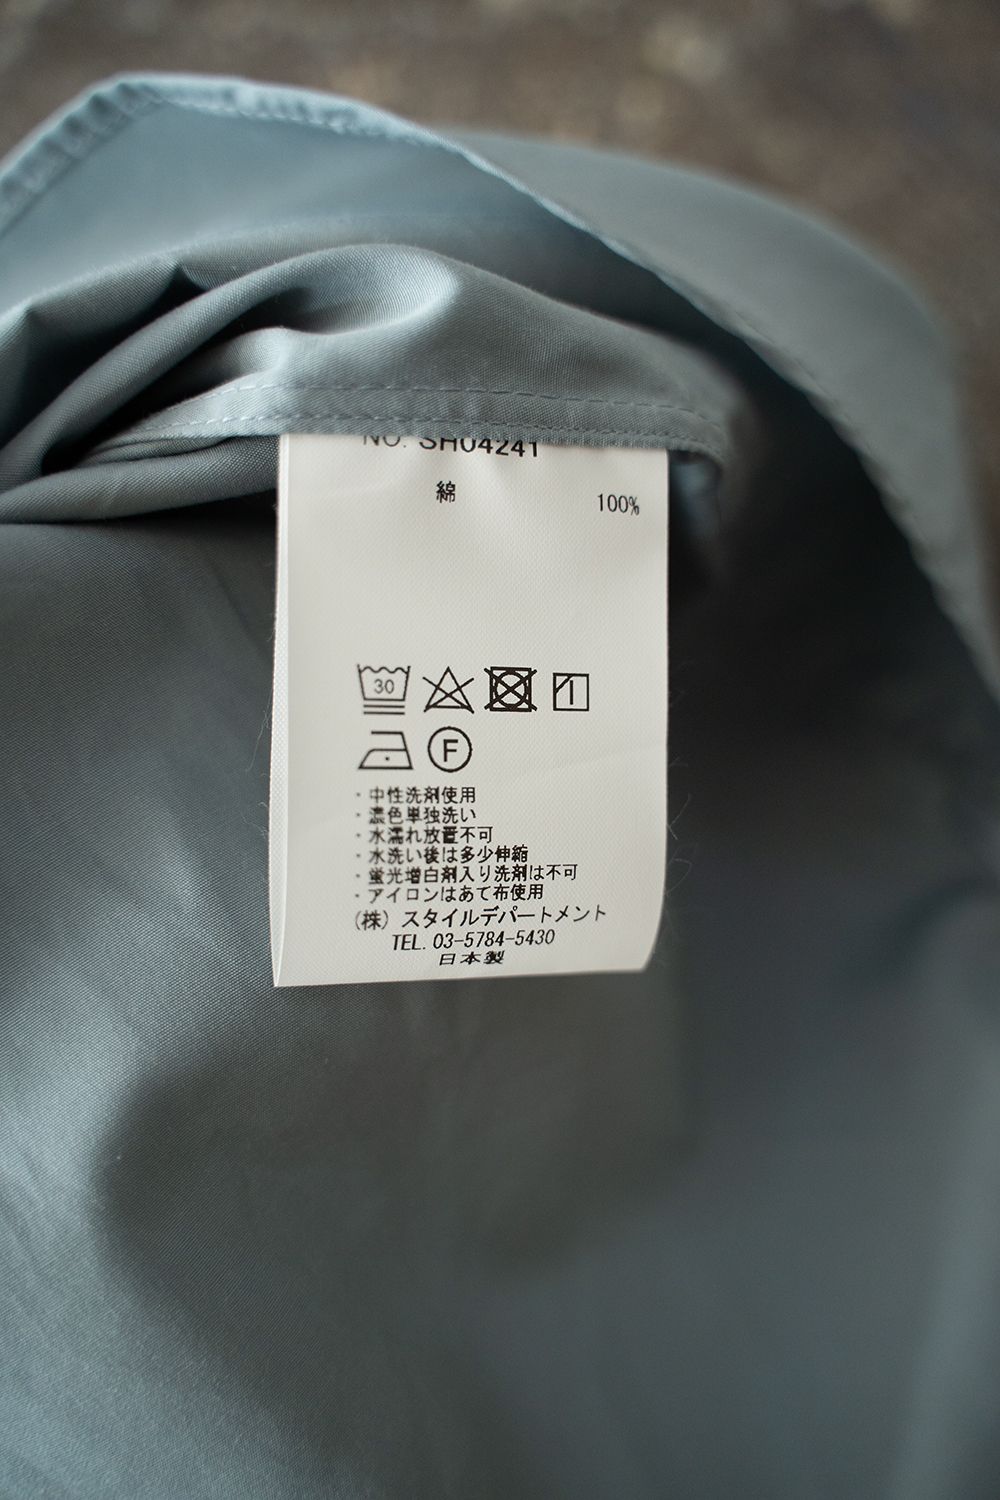 NO. SH04241
綿 100%
30
F
・中性洗剤使用
・濃色単独洗い
・水濡れ放置不可
・水洗い後は多少伸縮
・蛍光増白剤入り洗剤は不可
・アイロンはあて布使用
(株) スタイルデパートメント
TEL. 03-5784-5430
日本製